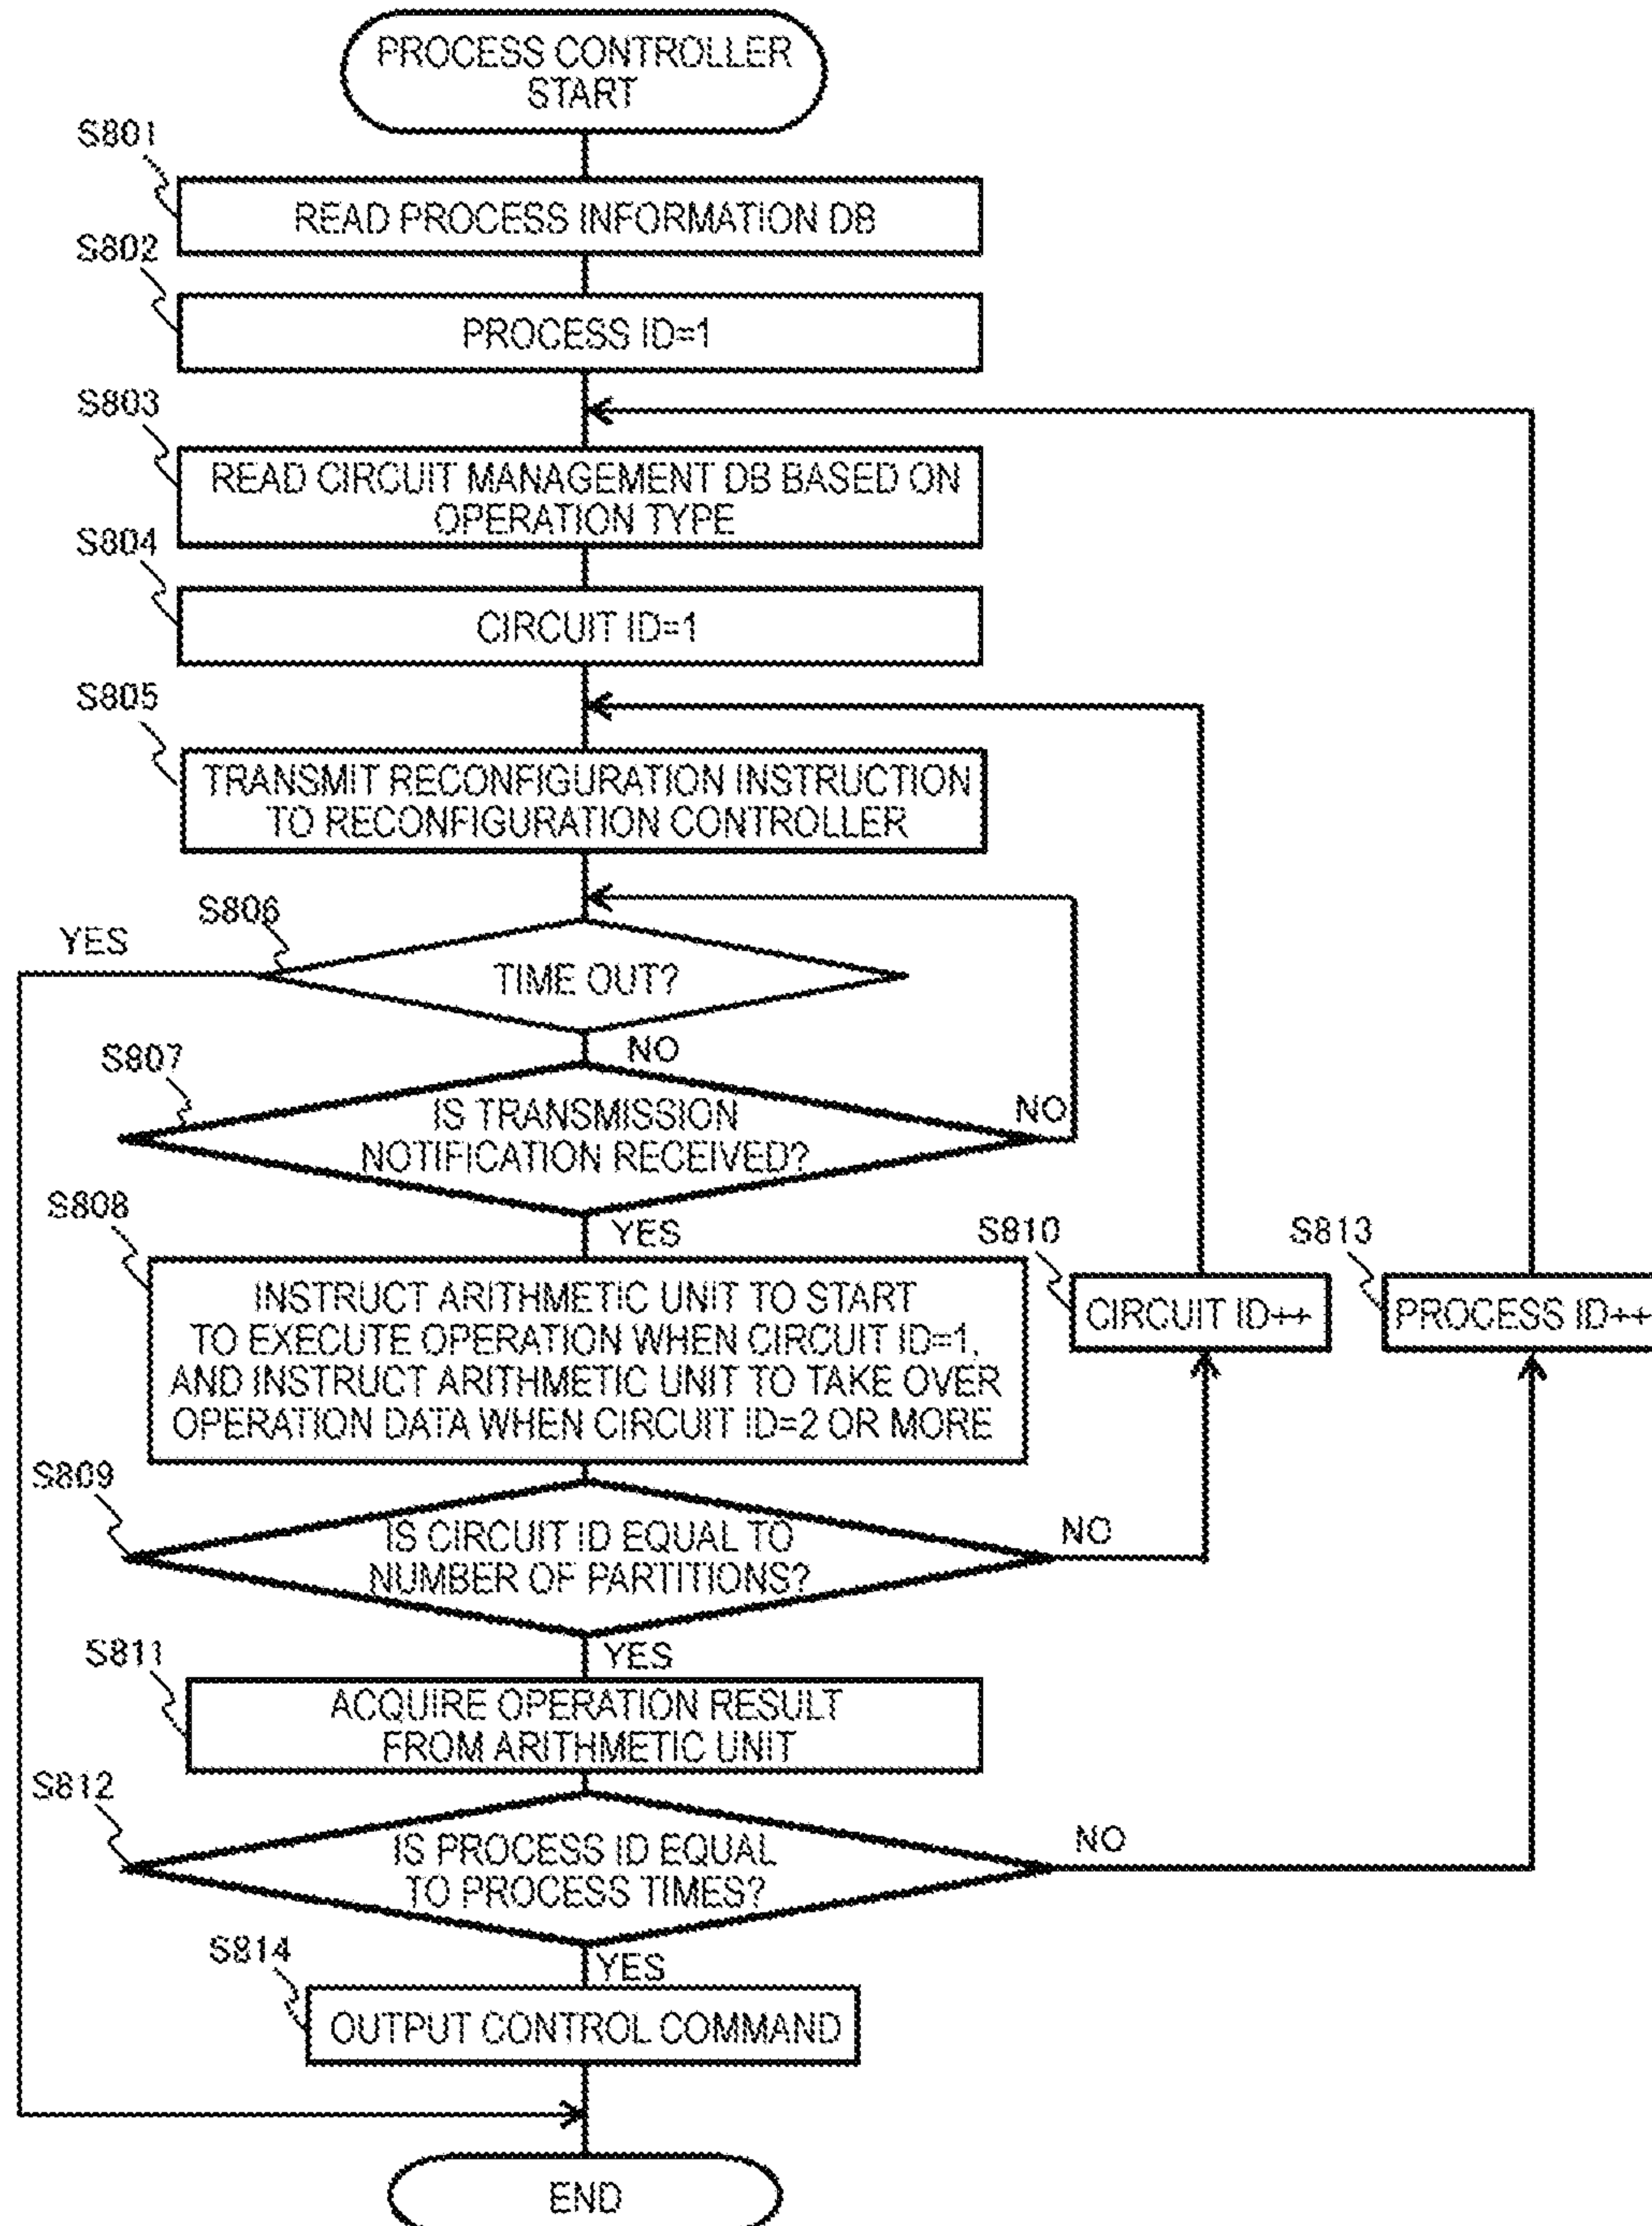 PROCESS CONTROLLER
START
S801
READ PROCESS INFORMATION DB
S802
PROCESS ID=1
S803
READ CIRCUIT MANAGEMENT DB BASED ON
OPERATION TYPE
S804
CIRCUIT ID=1
S805
TRANSMIT RECONFIGURATION INSTRUCTION
TO RECONFIGURATION CONTROLLER
S806
YES
TIME OUT?
NO
S807
IS TRANSMISSION
NOTIFICATION RECEIVED?
NO
YES
S808
INSTRUCT ARITHMETIC UNIT TO START
TO EXECUTE OPERATION WHEN CIRCUIT ID=1,
AND INSTRUCT ARITHMETIC UNIT TO TAKE OVER
OPERATION DATA WHEN CIRCUIT ID=2 OR MORE
S810
CIRCUIT ID++
S813
PROCESS ID++
S809
IS CIRCUIT ID EQUAL TO
NUMBER OF PARTITIONS?
NO
YES
S811
ACQUIRE OPERATION RESULT
FROM ARITHMETIC UNIT
S812
IS PROCESS ID EQUAL
TO PROCESS TIMES?
NO
YES
S814
OUTPUT CONTROL COMMAND
END